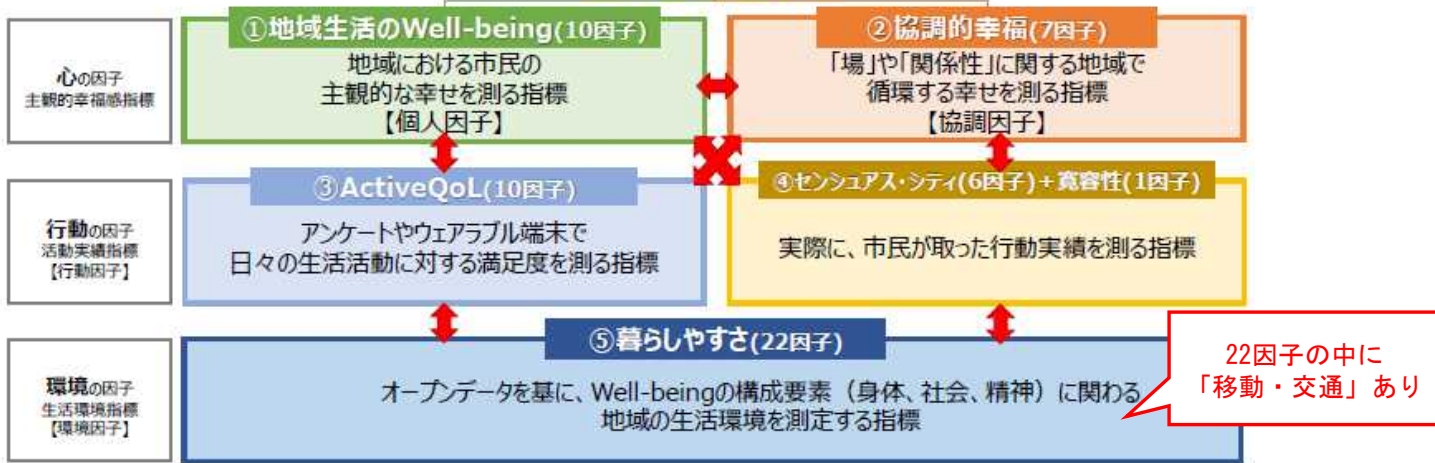 心の因子
主観的幸福感指標
①地域生活のWell-being(10因子)
地域における市民の
主観的な幸せを測る指標
【個人因子】
②協調的幸福(7因子)
「場」や「関係性」に関する地域で
循環する幸せを測る指標
【協調因子】
行動の因子
活動実績指標
【行動因子】
③ActiveQoL(10因子)
アンケートやウェアラブル端末で
日々の生活活動に対する満足度を測る指標
④センシュアス・シティ(6因子)+寛容性(1因子)
実際に、市民が取った行動実績を測る指標
環境の因子
生活環境指標
【環境因子】
⑤暮らしやすさ(22因子)
オープンデータを基に、Well-beingの構成要素（身体、社会、精神）に関わる
地域の生活環境を測定する指標
22因子の中に
「移動・交通」あり